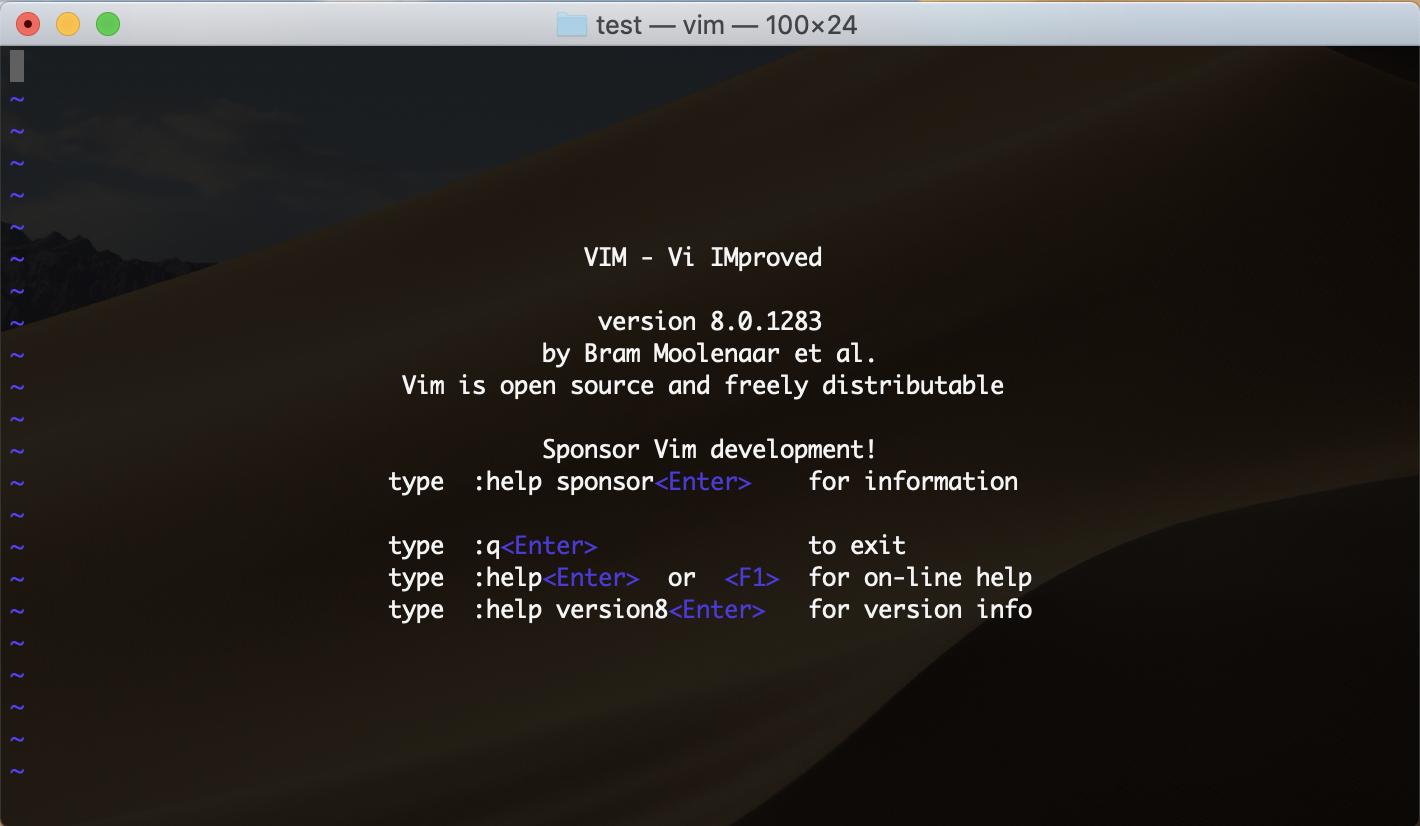 test — vim — 100×24
~
~
~
~
~
~ VIM - Vi IMproved
~
~ version 8.0.1283
~ by Bram Moolenaar et al.
~ Vim is open source and freely distributable
~
~ Sponsor Vim development!
~ type  :help sponsor<Enter>    for information
~
~ type  :q<Enter>               to exit
~ type  :help<Enter>  or  <F1>  for on-line help
~ type  :help version8<Enter>   for version info
~
~
~
~
~